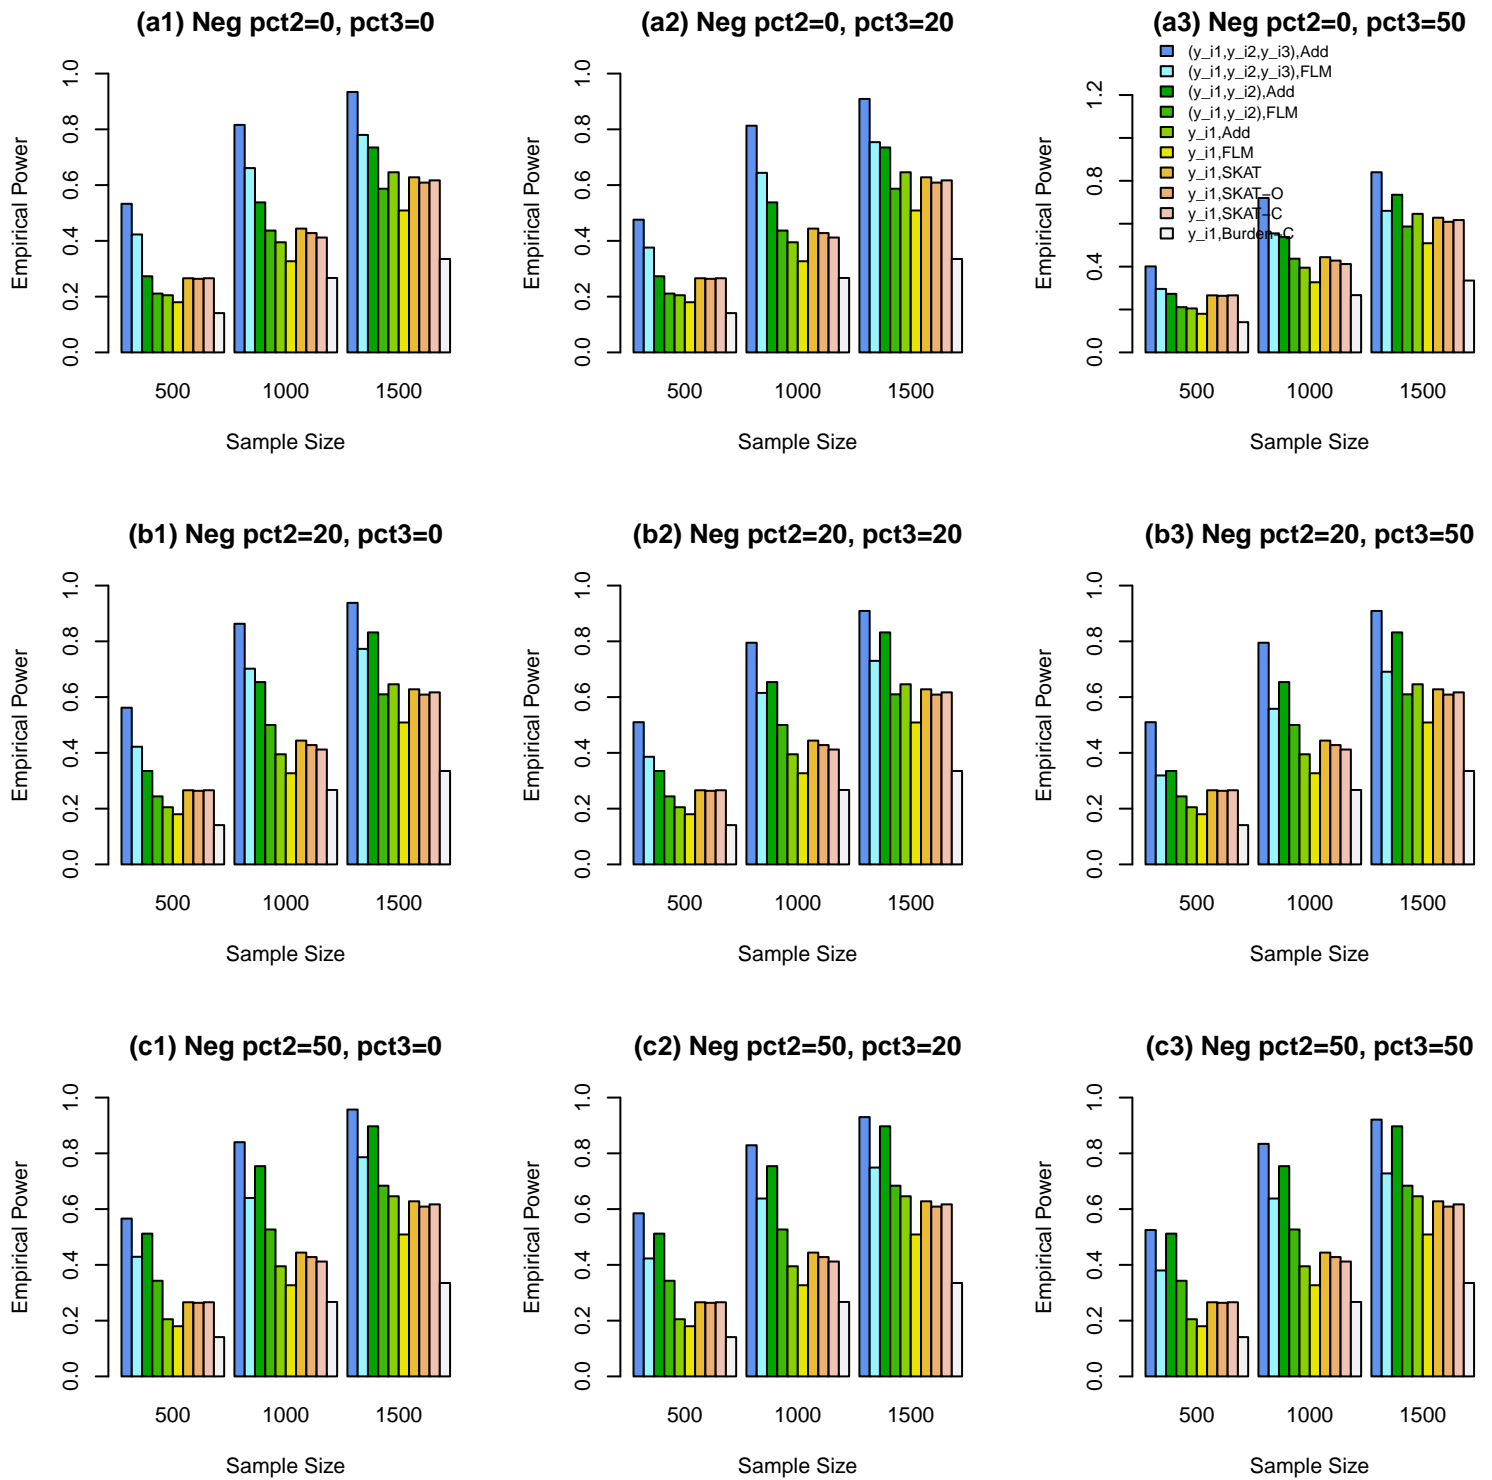 (a1) Neg pct2=0, pct3=0
Empirical Power
0.0 0.2 0.4 0.6 0.8 1.0
500 1000 1500
Sample Size
(a2) Neg pct2=0, pct3=20
Empirical Power
0.0 0.2 0.4 0.6 0.8 1.0
500 1000 1500
Sample Size
(a3) Neg pct2=0, pct3=50
(y_i1,y_i2,y_i3),Add
(y_i1,y_i2,y_i3),FLM
(y_i1,y_i2),Add
(y_i1,y_i2),FLM
y_i1,Add
y_i1,FLM
y_i1,SKAT
y_i1,SKAT−O
y_i1,SKAT−C
y_i1,Burden−C
Empirical Power
0.0 0.4 0.8 1.2
500 1000 1500
Sample Size
(b1) Neg pct2=20, pct3=0
Empirical Power
0.0 0.2 0.4 0.6 0.8 1.0
500 1000 1500
Sample Size
(b2) Neg pct2=20, pct3=20
Empirical Power
0.0 0.2 0.4 0.6 0.8 1.0
500 1000 1500
Sample Size
(b3) Neg pct2=20, pct3=50
Empirical Power
0.0 0.2 0.4 0.6 0.8 1.0
500 1000 1500
Sample Size
(c1) Neg pct2=50, pct3=0
Empirical Power
0.0 0.2 0.4 0.6 0.8 1.0
500 1000 1500
Sample Size
(c2) Neg pct2=50, pct3=20
Empirical Power
0.0 0.2 0.4 0.6 0.8 1.0
500 1000 1500
Sample Size
(c3) Neg pct2=50, pct3=50
Empirical Power
0.0 0.2 0.4 0.6 0.8 1.0
500 1000 1500
Sample Size